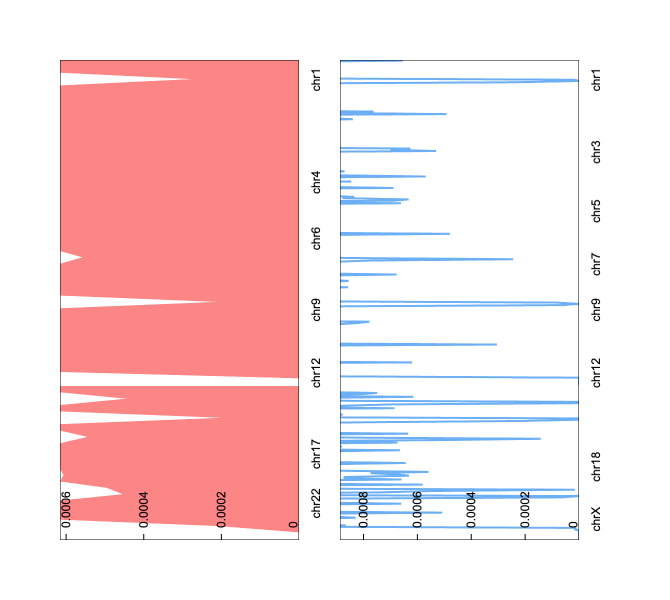 chr1
chr4
chr6
chr9
chr12
chr17
chr22
0.0006
0.0004
0.0002
0
chr1
chr3
chr5
chr7
chr9
chr12
chr18
chrX
0.0008
0.0006
0.0004
0.0002
0